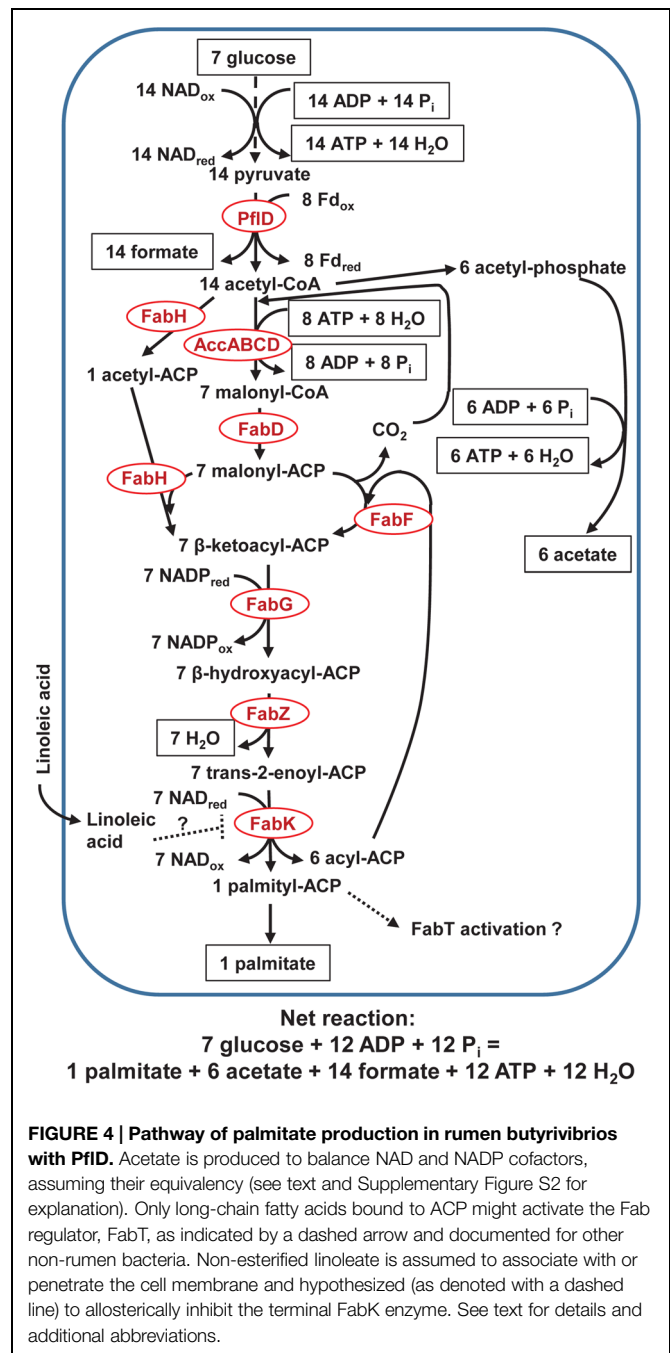 7 glucose
14 NADox
14 ADP + 14 Pi
14 ATP + 14 H2O
14 NADred
14 pyruvate
8 Fdox
PflD
14 formate
8 Fdred
14 acetyl-CoA
6 acetyl-phosphate
FabH
8 ATP + 8 H2O
AccABCD
8 ADP + 8 Pi
1 acetyl-ACP
7 malonyl-CoA
6 ADP + 6 Pi
FabD
CO2
6 ATP + 6 H2O
FabH
7 malonyl-ACP
FabF
7 β-ketoacyl-ACP
6 acetate
7 NADPred
FabG
7 NADPox
7 β-hydroxyacyl-ACP
Linoleic acid
FabZ
7 H2O
7 trans-2-enoyl-ACP
7 NADred
Linoleic
acid
?
FabK
7 NADox
6 acyl-ACP
1 palmityl-ACP
FabT activation ?
1 palmitate
Net reaction:
7 glucose + 12 ADP + 12 Pi =
1 palmitate + 6 acetate + 14 formate + 12 ATP + 12 H2O
FIGURE 4 | Pathway of palmitate production in rumen butyrivibrios
with PflD. Acetate is produced to balance NAD and NADP cofactors,
assuming their equivalency (see text and Supplementary Figure S2 for
explanation). Only long-chain fatty acids bound to ACP might activate the Fab
regulator, FabT, as indicated by a dashed arrow and documented for other
non-rumen bacteria. Non-esterified linoleate is assumed to associate with or
penetrate the cell membrane and hypothesized (as denoted with a dashed
line) to allosterically inhibit the terminal FabK enzyme. See text for details and
additional abbreviations.